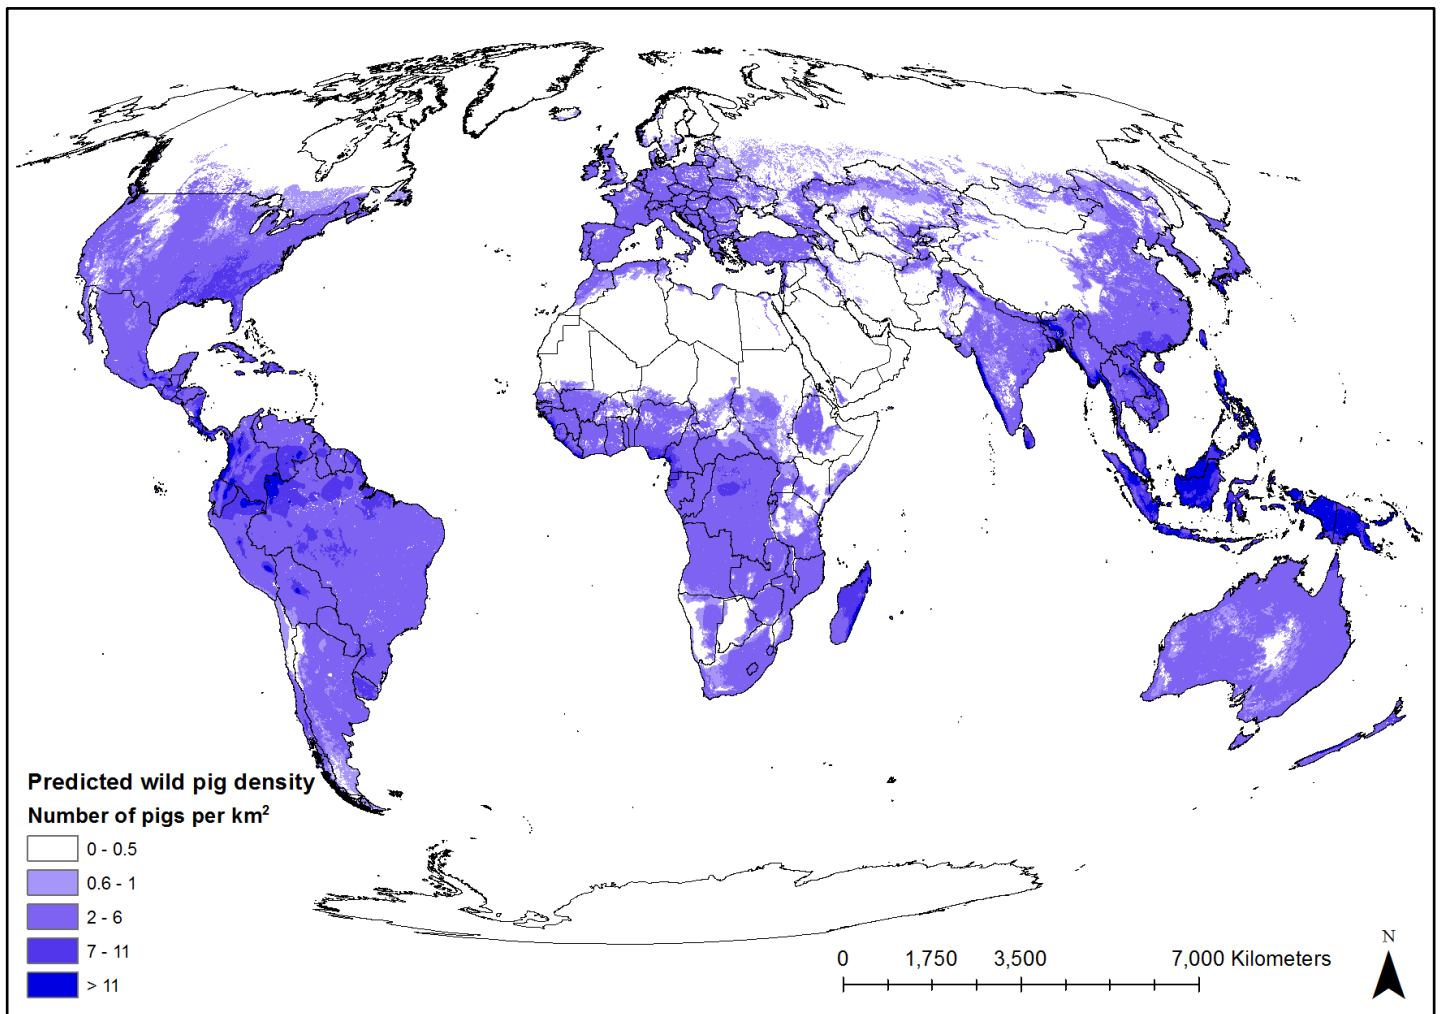 Predicted wild pig density
Number of pigs per km²
0 - 0.5
0.6 - 1
2 - 6
7 - 11
> 11
0 1,750 3,500 7,000 Kilometers
N